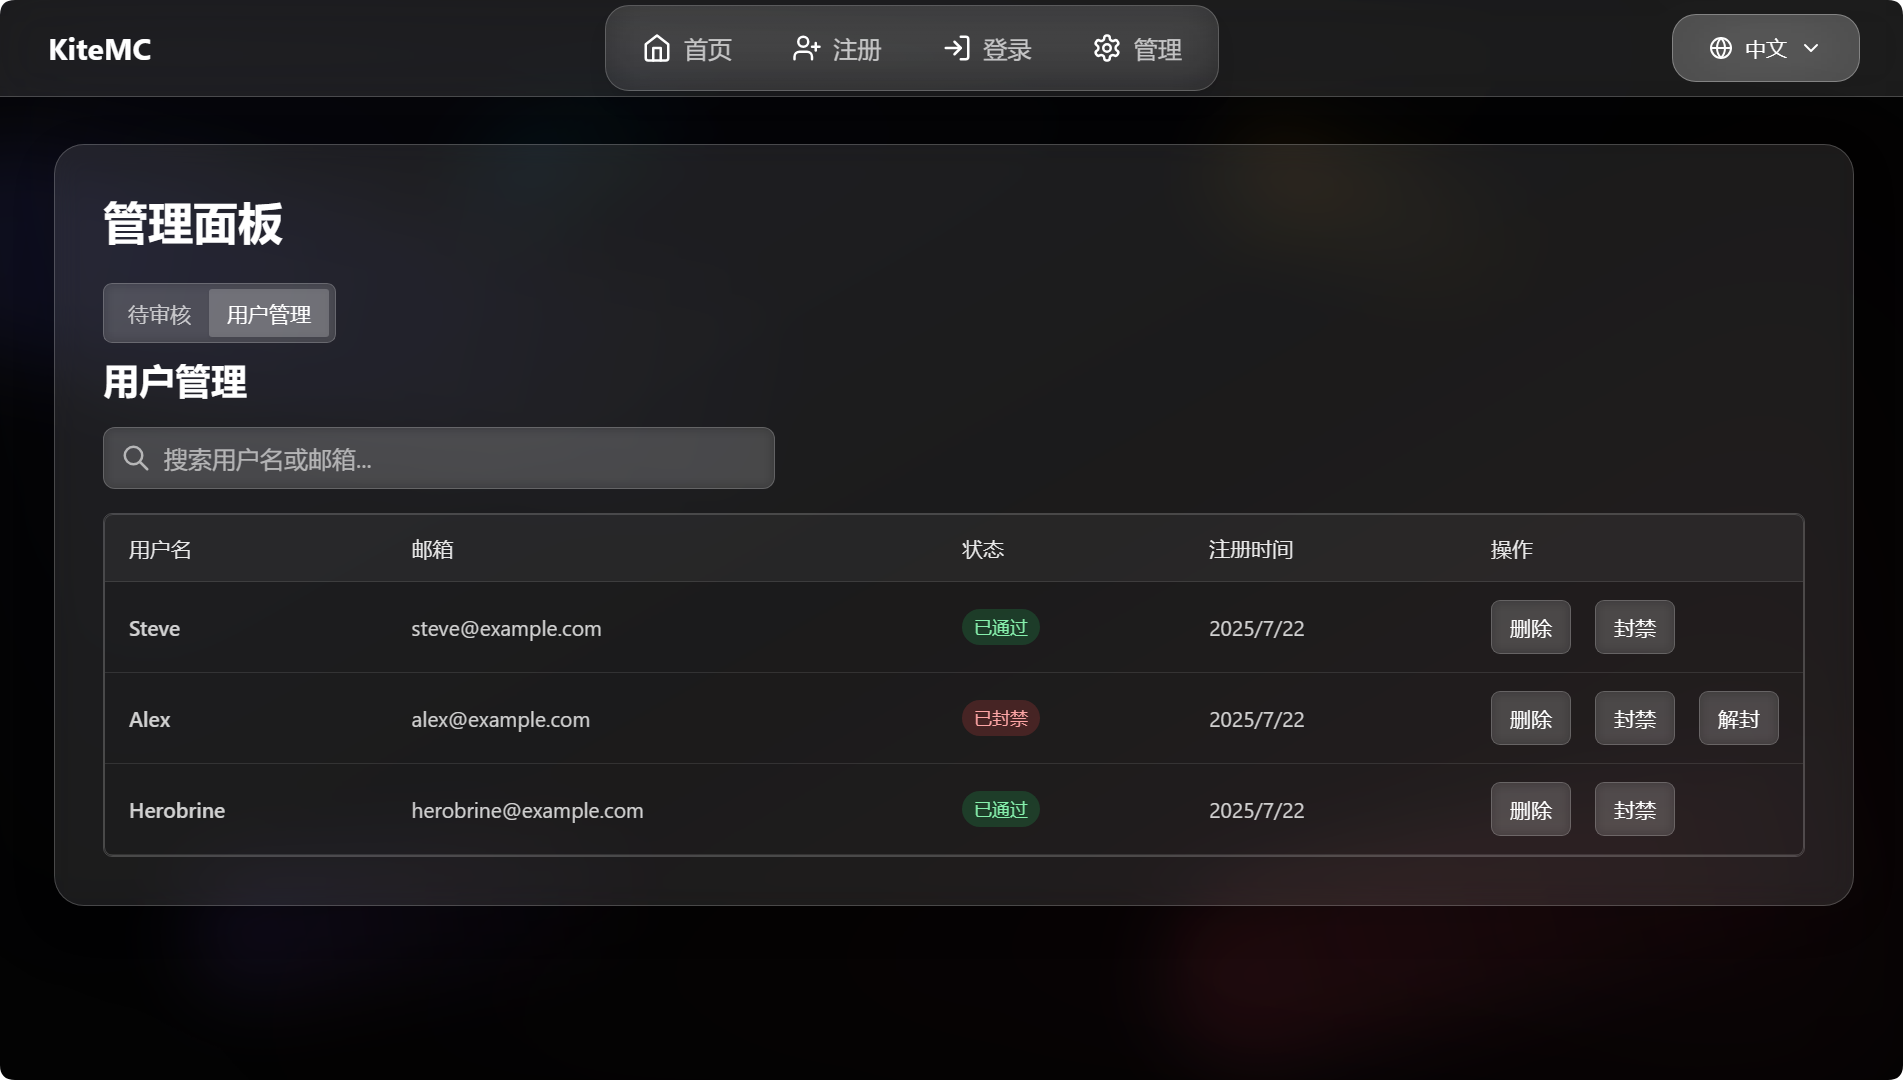 KiteMC 首页 注册 登录 管理 中文
管理面板
待审核 用户管理
用户管理
搜索用户名或邮箱...
用户名 邮箱 状态 注册时间 操作
Steve steve@example.com 已通过 2025/7/22 删除 封禁
Alex alex@example.com 已封禁 2025/7/22 删除 封禁 解封
Herobrine herobrine@example.com 已通过 2025/7/22 删除 封禁